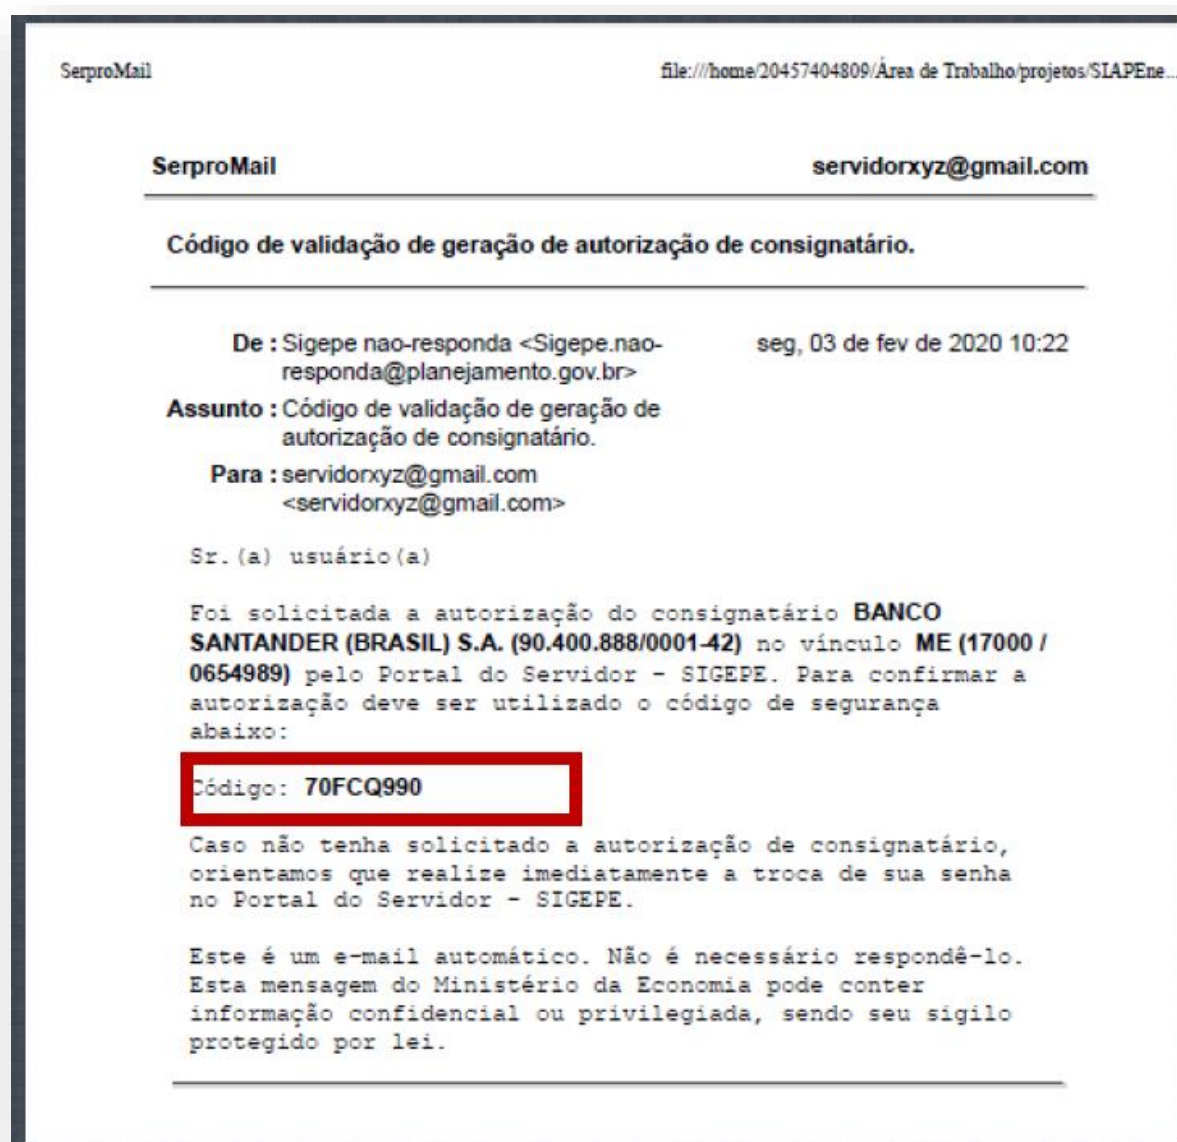 SerproMail file:///home/20457404809/Área de Trabalho/projetos/SIAPEne...
SerproMail servidorxyz@gmail.com
Código de validação de geração de autorização de consignatário.
De : Sigepe nao-responda <Sigepe.nao- seg, 03 de fev de 2020 10:22
responda@planejamento.gov.br>
Assunto : Código de validação de geração de
autorização de consignatário.
Para : servidorxyz@gmail.com
<servidorxyz@gmail.com>
Sr.(a) usuário(a)
Foi solicitada a autorização do consignatário BANCO
SANTANDER (BRASIL) S.A. (90.400.888/0001-42) no vínculo ME (17000 /
0654989) pelo Portal do Servidor - SIGEPE. Para confirmar a
autorização deve ser utilizado o código de segurança
abaixo:
Código: 70FCQ990
Caso não tenha solicitado a autorização de consignatário,
orientamos que realize imediatamente a troca de sua senha
no Portal do Servidor - SIGEPE.
Este é um e-mail automático. Não é necessário respondê-lo.
Esta mensagem do Ministério da Economia pode conter
informação confidencial ou privilegiada, sendo seu sigilo
protegido por lei.